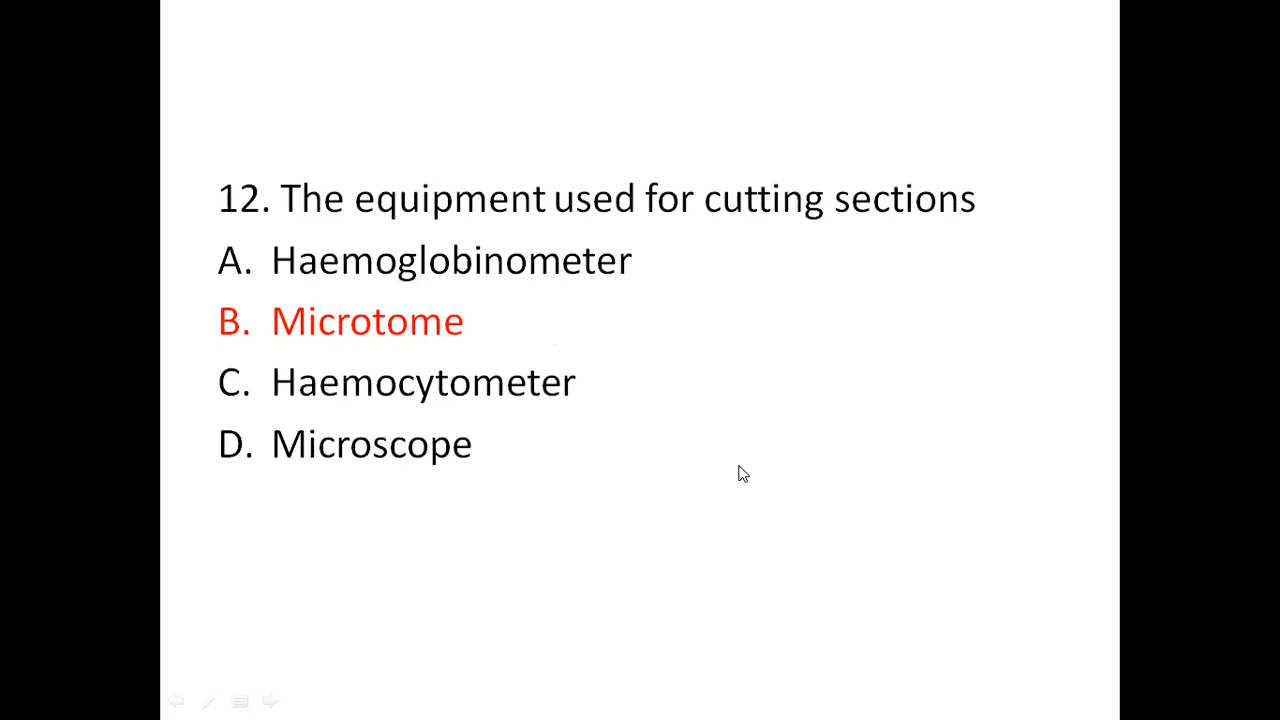 12. The equipment used for cutting sections
A. Haemoglobinometer
B. Microtome
C. Haemocytometer
D. Microscope